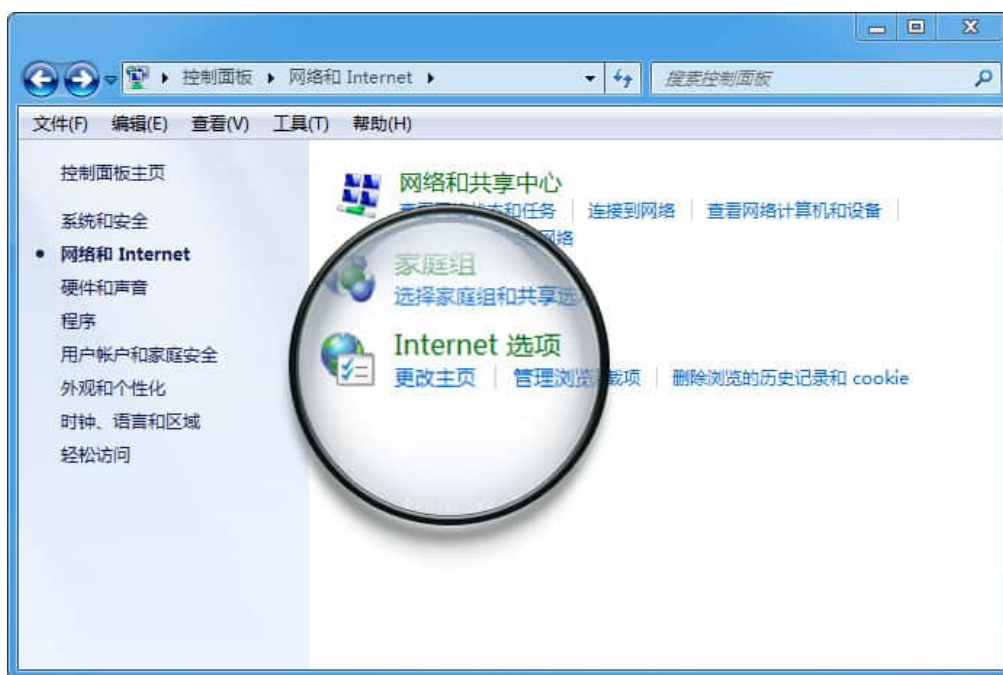 控制面板 网络和 Internet 搜索控制面板
文件(F) 编辑(E) 查看(V) 工具(T) 帮助(H)
控制面板主页
系统和安全
网络和 Internet
硬件和声音
程序
用户帐户和家庭安全
外观和个性化
时钟、语言和区域
轻松访问
网络和共享中心
和任务 连接到网络 查看网络计算机和设备
网络
家庭组
选择家庭组和共享选
Internet 选项
更改主页 管理浏览 载项 删除浏览的历史记录和 cookie